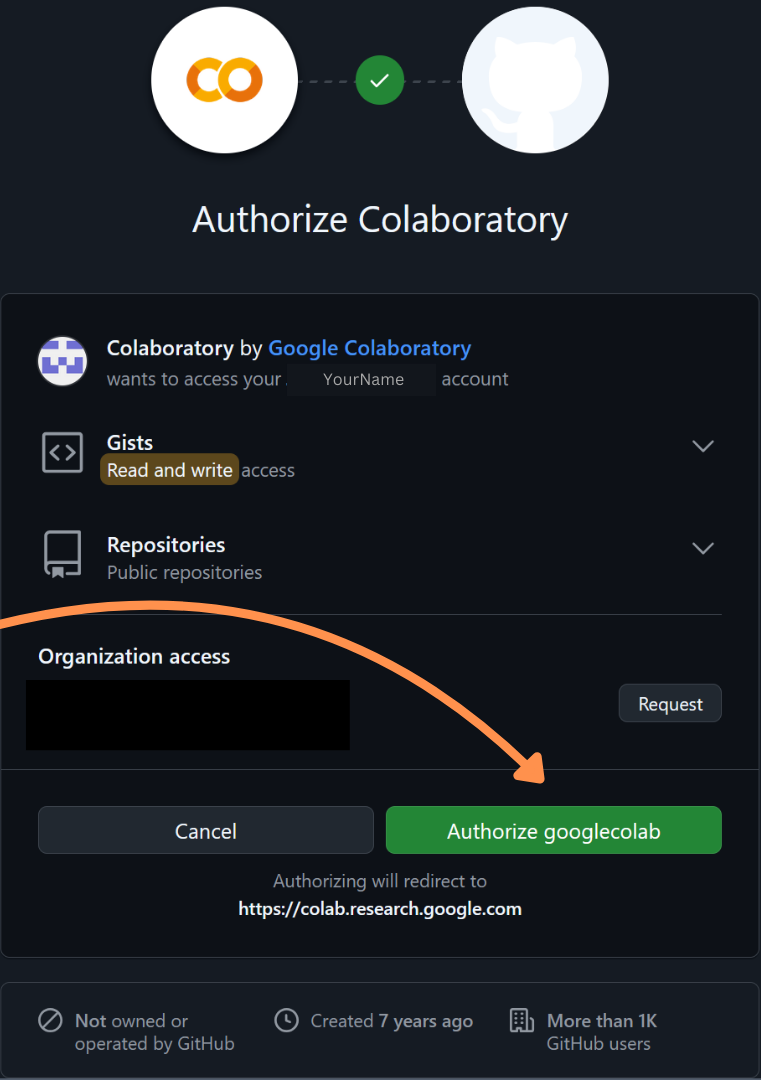 Authorize Colaboratory
Colaboratory by Google Colaboratory
wants to access your YourName account
Gists
Read and write access
Repositories
Public repositories
Organization access
Request
Cancel
Authorize googlecolab
Authorizing will redirect to
https://colab.research.google.com
Not owned or
operated by GitHub
Created 7 years ago
More than 1K
GitHub users